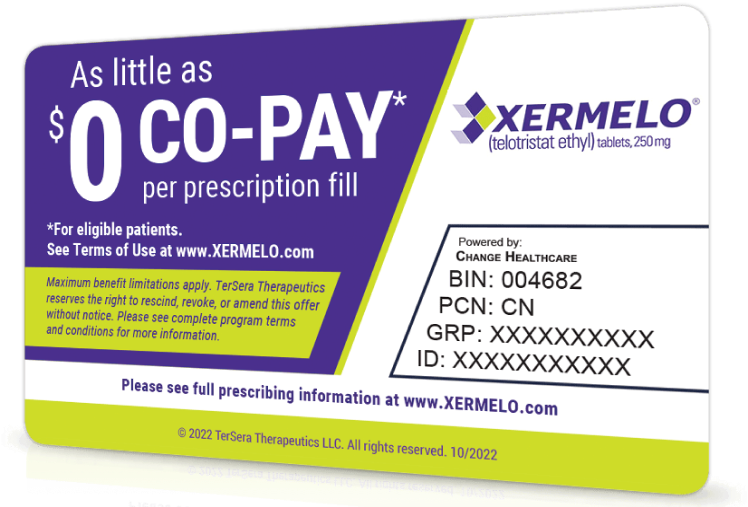 As little as
$0 CO-PAY*
per prescription fill
*For eligible patients.
See Terms of Use at www.XERMELO.com
Maximum benefit limitations apply. TerSera Therapeutics
reserves the right to rescind, revoke, or amend this offer
without notice. Please see complete program terms
and conditions for more information.
XERMELO®
(telotristat ethyl) tablets, 250mg
Powered by:
CHANGE HEALTHCARE
BIN: 004682
PCN: CN
GRP: XXXXXXXXXX
ID: XXXXXXXXXXX
Please see full prescribing information at www.XERMELO.com
© 2022 TerSera Therapeutics LLC. All rights reserved. 10/2022